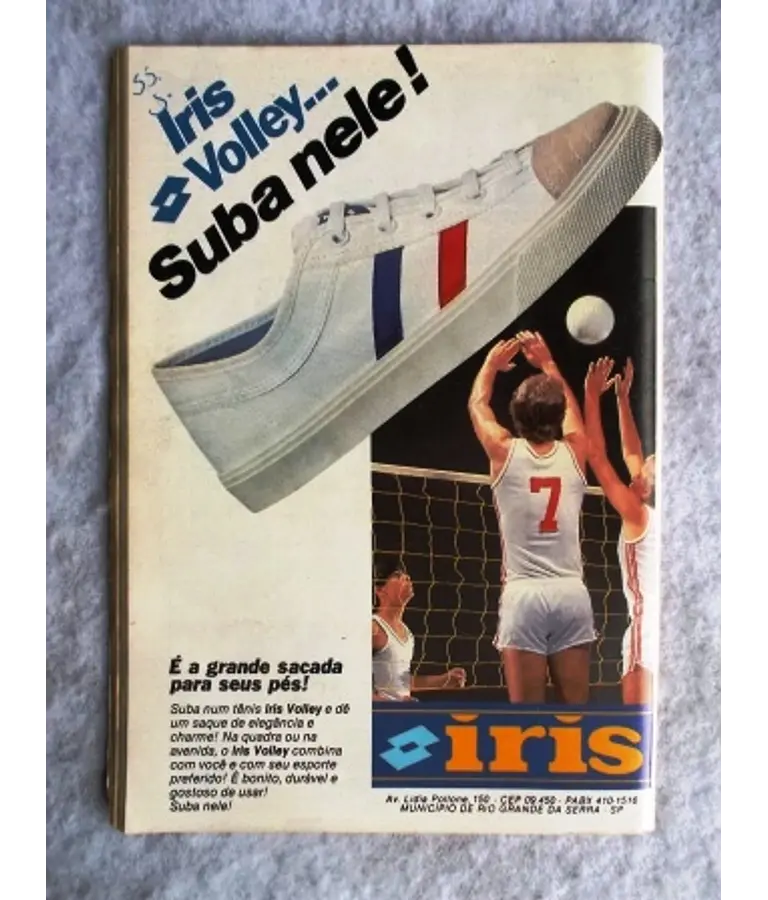 SS.
S.
Iris
Volley...
Suba nele!
7
É a grande sacada
para seus pés!
Suba num tênis Iris Volley e dê
um saque de elegância e
charme! Na quadra ou na
avenida, o Iris Volley combina
com você e com seu esporte
preferido! É bonito, durável e
gostoso de usar!
Suba nele!
iris
Av. Lidia Pollone, 150 - CEP 09.450 - PABX 410-1516
MUNICÍPIO DE RIO GRANDE DA SERRA - SP